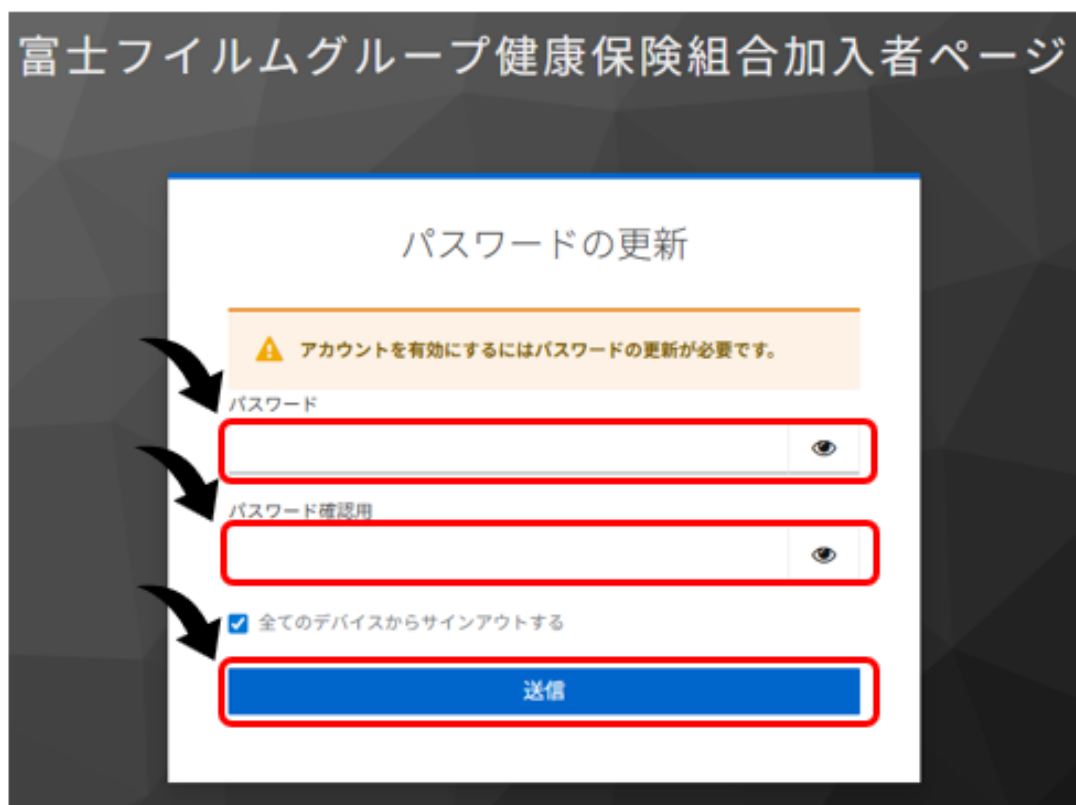 富士フイルムグループ健康保険組合加入者ページ
パスワードの更新
アカウントを有効にするにはパスワードの更新が必要です。
パスワード
パスワード確認用
全てのデバイスからサインアウトする
送信